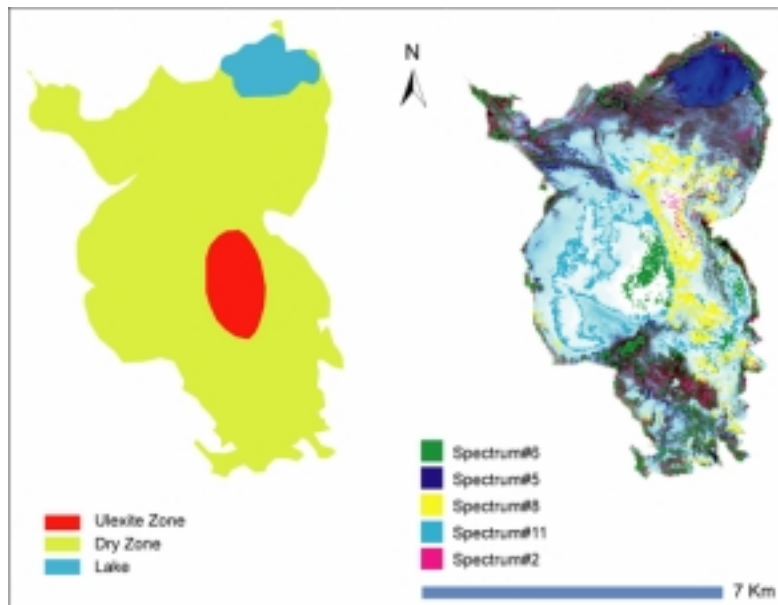 N
Ulexite Zone
Dry Zone
Lake
Spectrum#6
Spectrum#5
Spectrum#8
Spectrum#11
Spectrum#2
7 Km